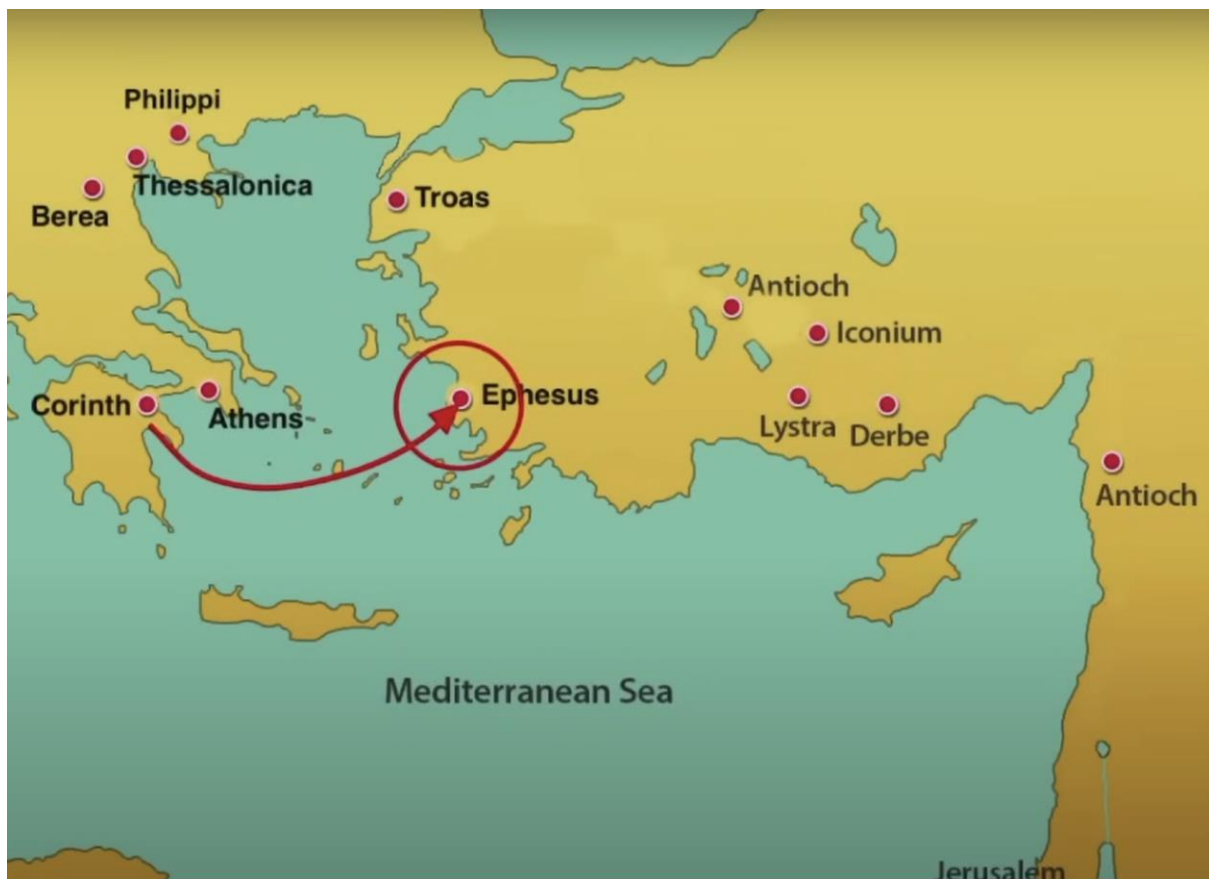 Philippi
Thessalonica
Berea
Troas
Antioch
Iconium
Corinth
Athens
Ephesus
Lystra
Derbe
Antioch
Mediterranean Sea
Jerusalem